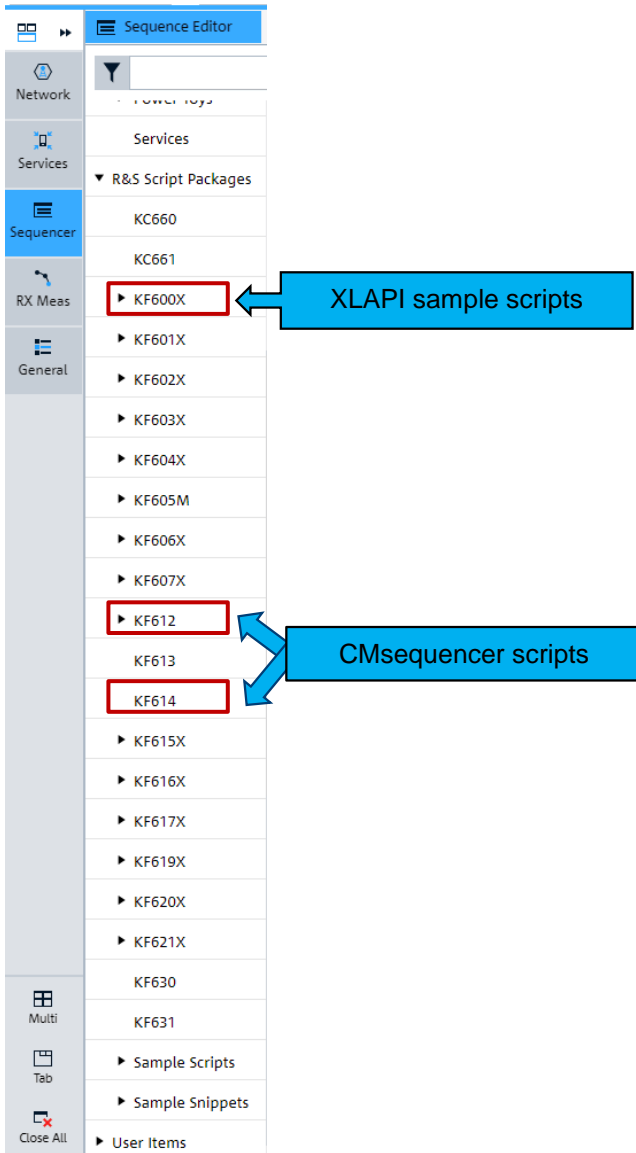 Sequence Editor
Network
Services
Sequencer
RX Meas
General
Power Toys
Services
R&S Script Packages
KC660
KC661
KF600X
XLAPI sample scripts
KF601X
KF602X
KF603X
KF604X
KF605M
KF606X
KF607X
KF612
KF613
CMsequencer scripts
KF614
KF615X
KF616X
KF617X
KF619X
KF620X
KF621X
KF630
KF631
Sample Scripts
Sample Snippets
User Items
Multi
Tab
Close All